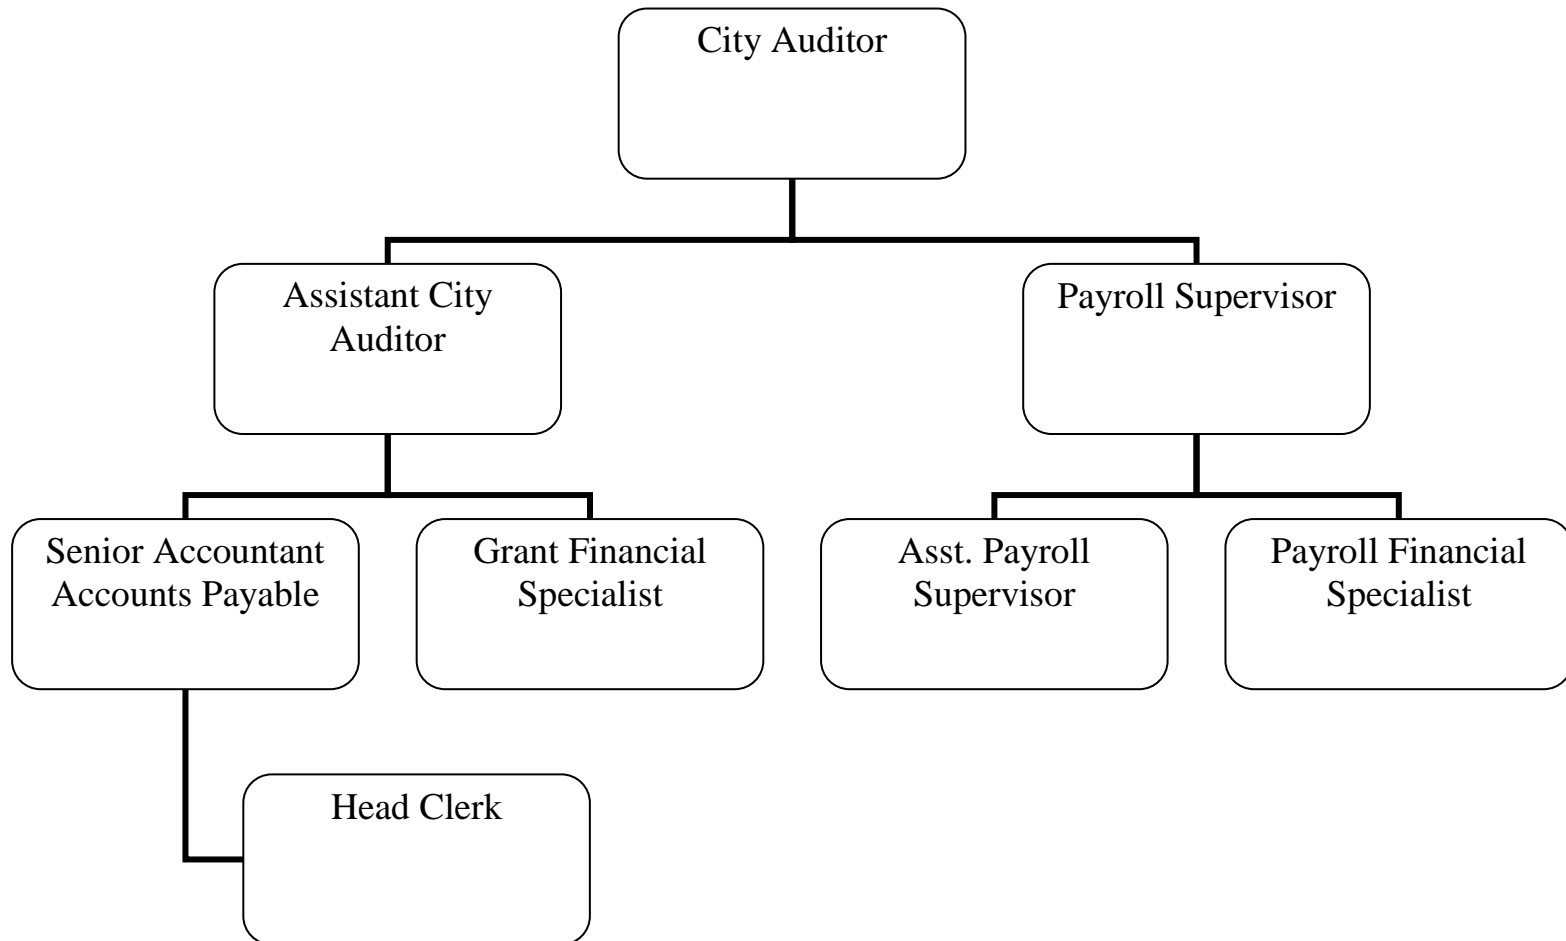 City Auditor
Assistant City
Auditor
Payroll Supervisor
Senior Accountant
Accounts Payable
Grant Financial
Specialist
Asst. Payroll
Supervisor
Payroll Financial
Specialist
Head Clerk